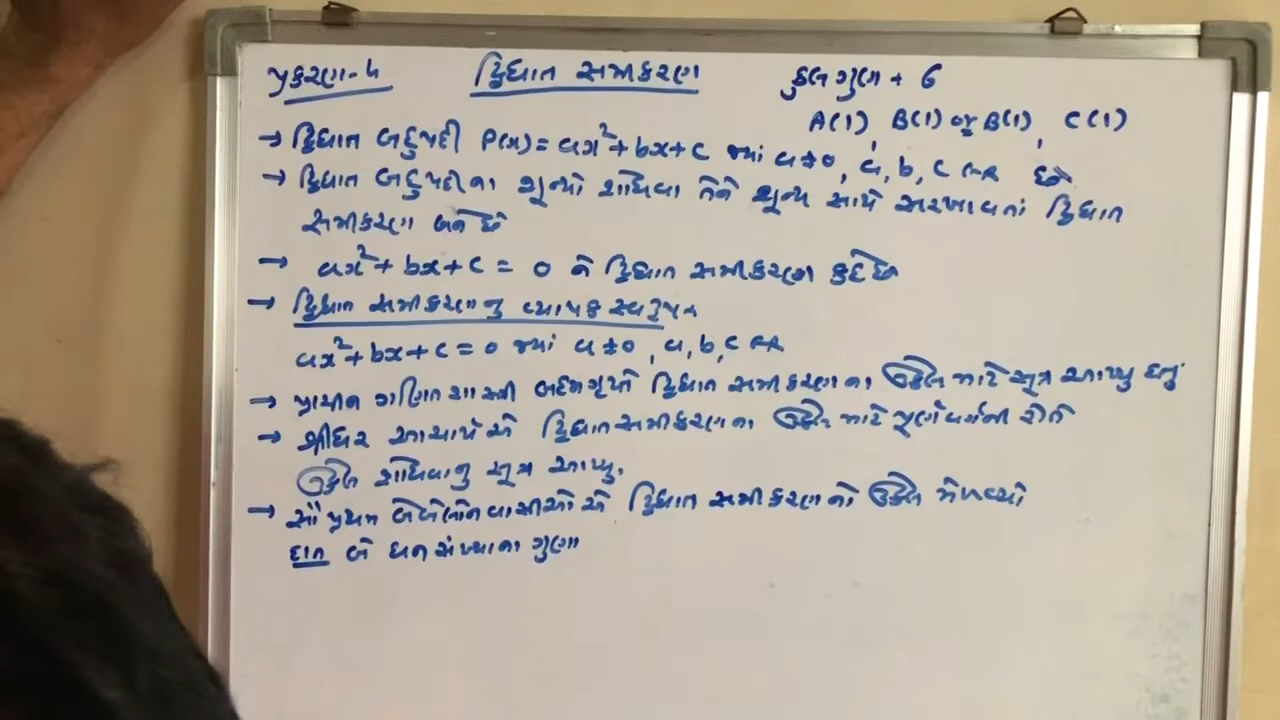 પ્રકરણ-૪ દ્વિઘાત સમીકરણ કુલ ગુણ - 6
A(1), B(1) or B(1), C(1)
→ દ્વિઘાત બહુપદી P(x) = ax²+bx+c જ્યાં a≠0, a, b, c ∈R છે
→ દ્વિઘાત બહુપદીના શૂન્યો શોધવા તેને શૂન્ય સાથે સરખાવતાં દ્વિઘાત
સમીકરણ બને છે
→ ax²+bx+c = 0 ને દ્વિઘાત સમીકરણ કહે છે
→ દ્વિઘાત સમીકરણનુ વ્યાપક સ્વરૂપ:
ax²+bx+c=0 જ્યાં a≠0, a,b,c ∈R
→ પ્રાચીન ગણિતશાસ્ત્રી બ્રહ્મગુપ્તે દ્વિઘાત સમીકરણના ઉકેલ માટે સૂત્ર આપ્યુ હતું
→ શ્રીધર આચાર્યએ દ્વિઘાત સમીકરણના ઉકેલ માટે પૂર્ણવર્ગની રીતે
ઉકેલ શોધવાનુ સૂત્ર આપ્યુ.
→ સૌ પ્રથમ બેબીલોનવાસીઓએ દ્વિઘાત સમીકરણનો ઉકેલ મેળવ્યો
દાત બે ધન સંખ્યાના ગુણા